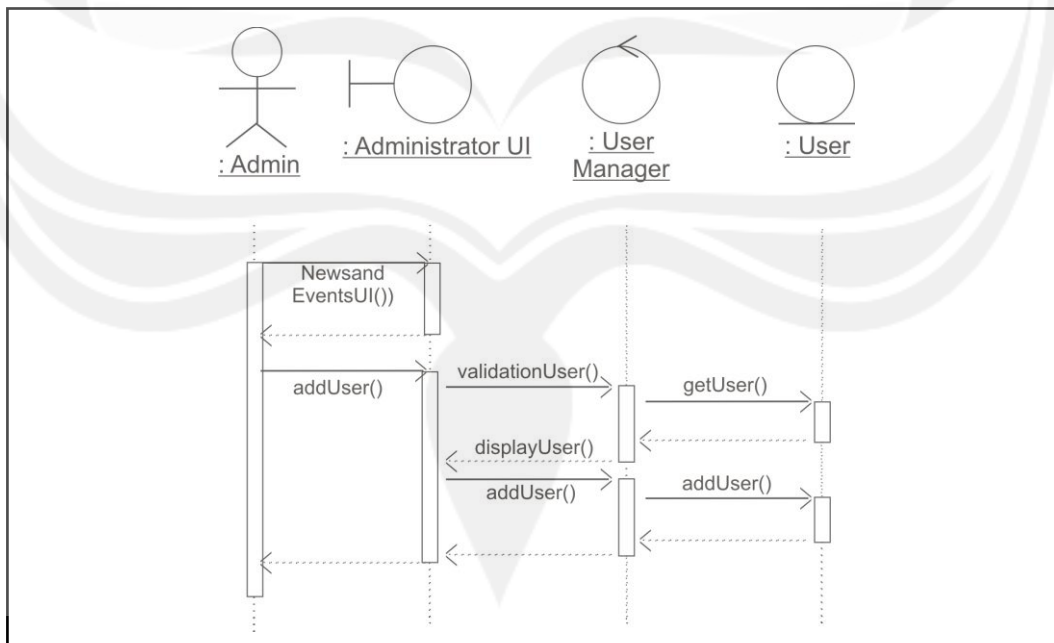 : Admin
: Administrator UI
: User
Manager
: User
Newsand
EventsUI())
addUser()
validationUser()
getUser()
displayUser()
addUser()
addUser()